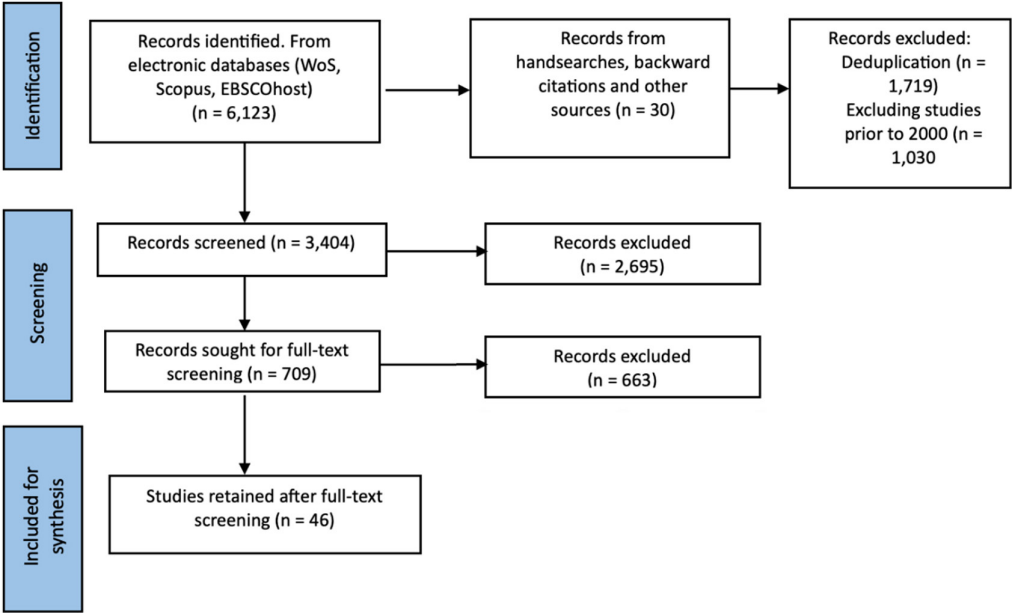 Identification
Records identified. From
electronic databases (WoS,
Scopus, EBSCOhost)
(n = 6,123)
Records from
handsearches, backward
citations and other
sources (n = 30)
Records excluded:
Deduplication (n =
1,719)
Excluding studies
prior to 2000 (n =
1,030
Screening
Records screened (n = 3,404)
Records excluded
(n = 2,695)
Records sought for full-text
screening (n = 709)
Records excluded
(n = 663)
Included for
synthesis
Studies retained after full-text
screening (n = 46)